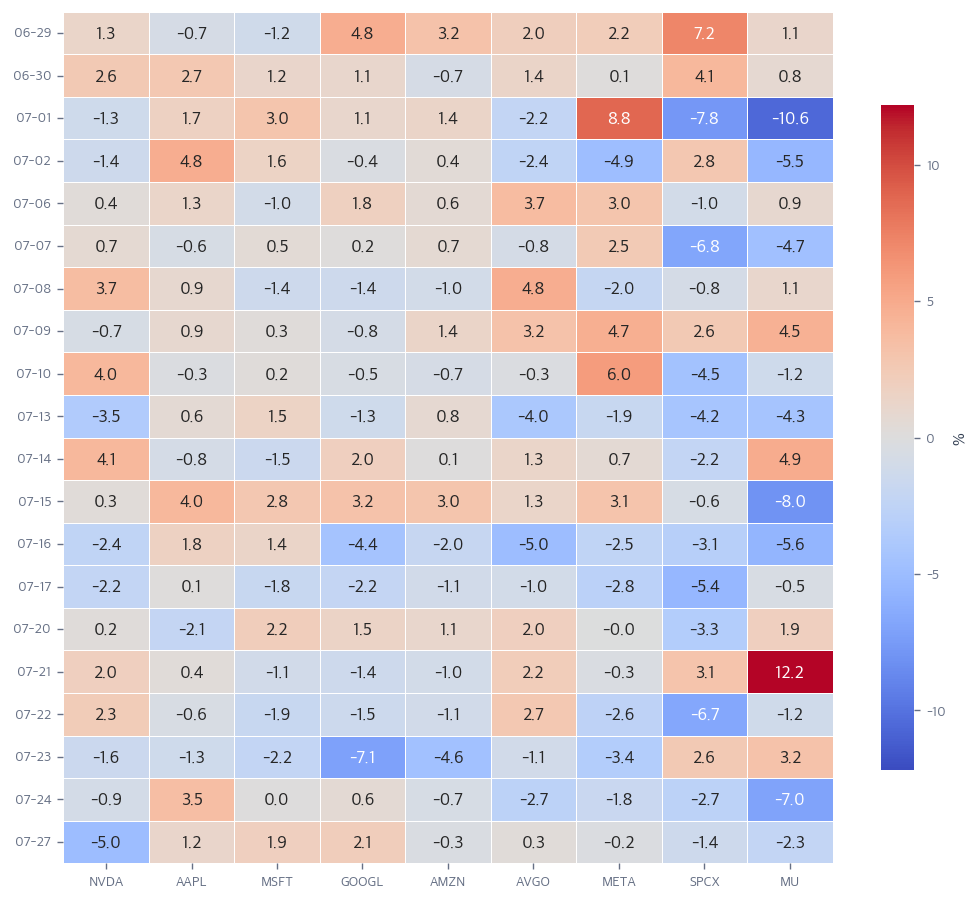 06-29 1.3 -0.7 -1.2 4.8 3.2 2.0 2.2 7.2 1.1
06-30 2.6 2.7 1.2 1.1 -0.7 1.4 0.1 4.1 0.8
07-01 -1.3 1.7 3.0 1.1 1.4 -2.2 8.8 -7.8 -10.6
07-02 -1.4 4.8 1.6 -0.4 0.4 -2.4 -4.9 2.8 -5.5
07-06 0.4 1.3 -1.0 1.8 0.6 3.7 3.0 -1.0 0.9
07-07 0.7 -0.6 0.5 0.2 0.7 -0.8 2.5 -6.8 -4.7
07-08 3.7 0.9 -1.4 -1.4 -1.0 4.8 -2.0 -0.8 1.1
07-09 -0.7 0.9 0.3 -0.8 1.4 3.2 4.7 2.6 4.5
07-10 4.0 -0.3 0.2 -0.5 -0.7 -0.3 6.0 -4.5 -1.2
07-13 -3.5 0.6 1.5 -1.3 0.8 -4.0 -1.9 -4.2 -4.3
07-14 4.1 -0.8 -1.5 2.0 0.1 1.3 0.7 -2.2 4.9
07-15 0.3 4.0 2.8 3.2 3.0 1.3 3.1 -0.6 -8.0
07-16 -2.4 1.8 1.4 -4.4 -2.0 -5.0 -2.5 -3.1 -5.6
07-17 -2.2 0.1 -1.8 -2.2 -1.1 -1.0 -2.8 -5.4 -0.5
07-20 0.2 -2.1 2.2 1.5 1.1 2.0 -0.0 -3.3 1.9
07-21 2.0 0.4 -1.1 -1.4 -1.0 2.2 -0.3 3.1 12.2
07-22 2.3 -0.6 -1.9 -1.5 -1.1 2.7 -2.6 -6.7 -1.2
07-23 -1.6 -1.3 -2.2 -7.1 -4.6 -1.1 -3.4 2.6 3.2
07-24 -0.9 3.5 0.0 0.6 -0.7 -2.7 -1.8 -2.7 -7.0
07-27 -5.0 1.2 1.9 2.1 -0.3 0.3 -0.2 -1.4 -2.3
NVDA AAPL MSFT GOOGL AMZN AVGO META SPCX MU
10
5
0
-5
-10
%